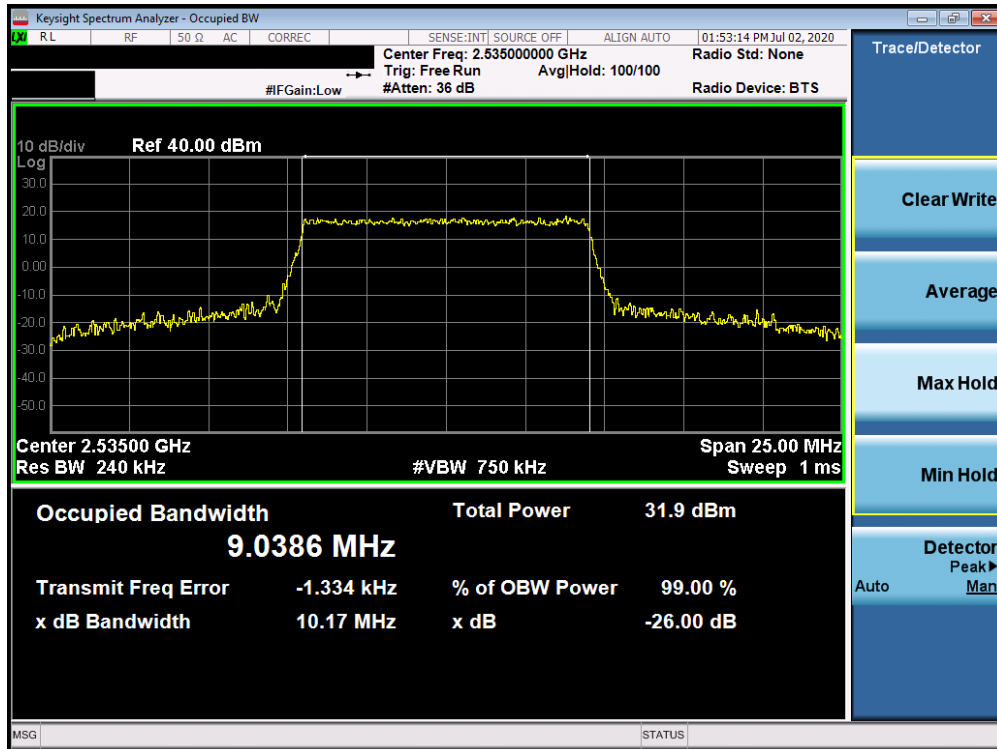 Keysight Spectrum Analyzer - Occupied BW
LXI RL RF 50 Ω AC CORREC SENSE:INT SOURCE OFF ALIGN AUTO 01:53:14 PM Jul 02, 2020
Center Freq: 2.535000000 GHz Radio Std: None
Trig: Free Run Avg|Hold: 100/100
#IFGain:Low #Atten: 36 dB Radio Device: BTS
10 dB/div Ref 40.00 dBm
Log
30.0
20.0
10.0
0.00
-10.0
-20.0
-30.0
-40.0
-50.0
Center 2.53500 GHz Span 25.00 MHz
Res BW 240 kHz #VBW 750 kHz Sweep 1 ms
Occupied Bandwidth Total Power 31.9 dBm
9.0386 MHz
Transmit Freq Error -1.334 kHz % of OBW Power 99.00 %
x dB Bandwidth 10.17 MHz x dB -26.00 dB
MSG STATUS
Trace/Detector
Clear Write
Average
Max Hold
Min Hold
Detector
Peak▶
Auto Man